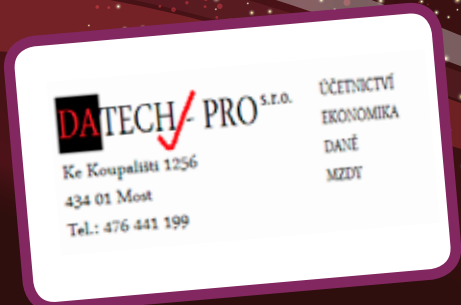 DATECH - PRO s.r.o.
Ke Koupališti 1256
434 01 Most
Tel.: 476 441 199
ÚČETNICTVÍ
EKONOMIKA
DANĚ
MZDY